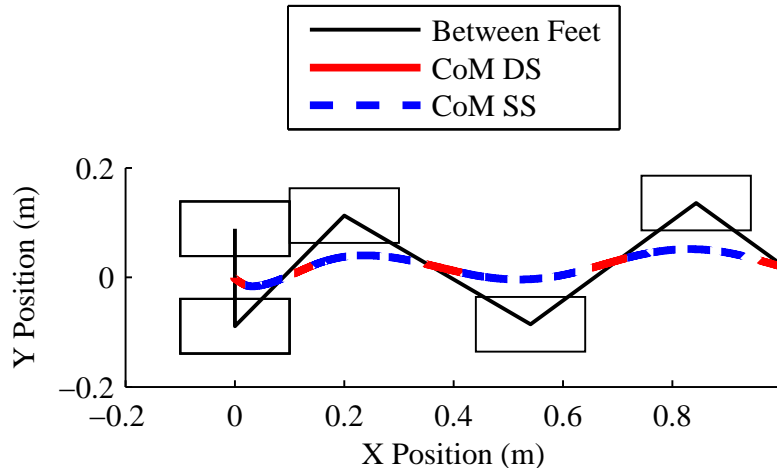 Between Feet
CoM DS
CoM SS
0.2
0
−0.2
Y Position (m)
−0.2 0 0.2 0.4 0.6 0.8
X Position (m)